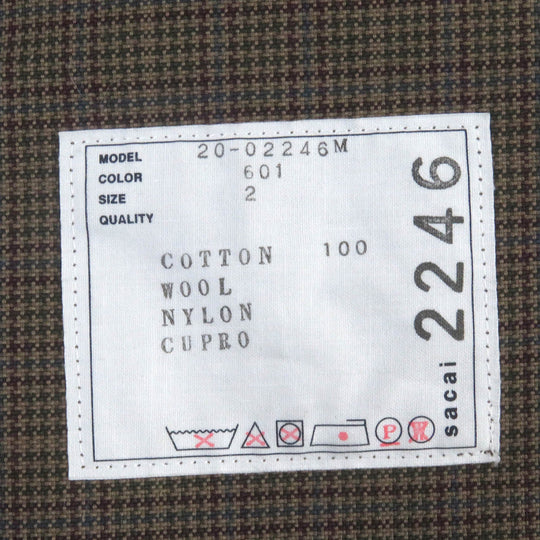 MODEL 20-02246M
COLOR 601
SIZE 2
QUALITY
COTTON 100
WOOL
NYLON
CUPRO
P W
sacai 2246